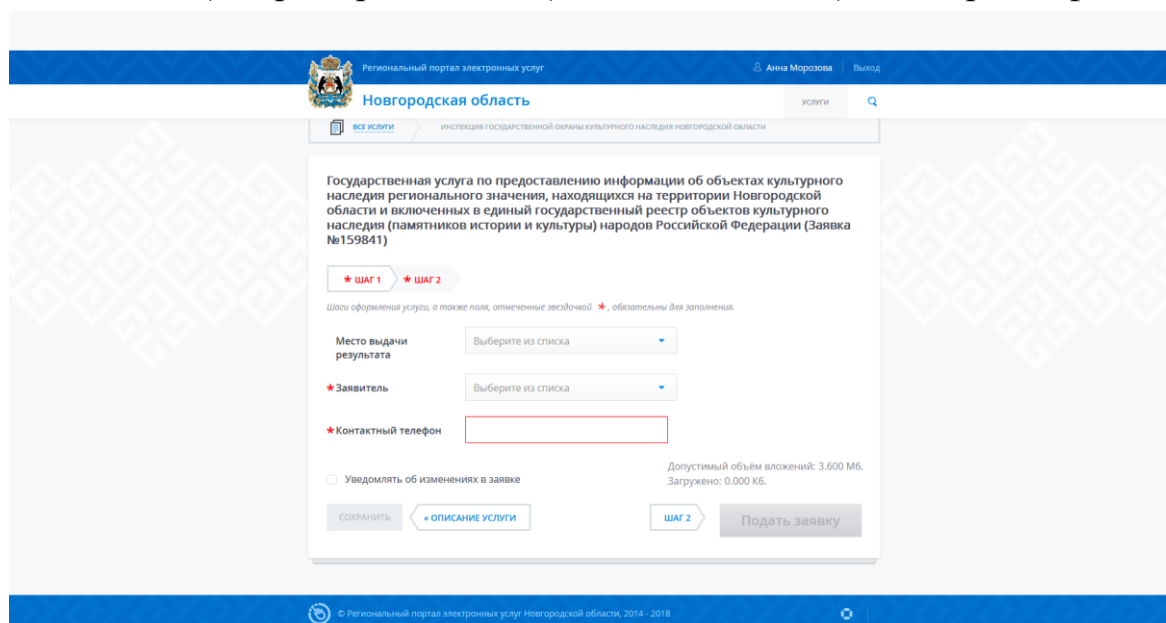 Региональный портал электронных услуг
Анна Морозова
Выход
Новгородская область
УСЛУГИ
ВСЕ УСЛУГИ
ИНСПЕКЦИЯ ГОСУДАРСТВЕННОЙ ОХРАНЫ КУЛЬТУРНОГО НАСЛЕДИЯ НОВГОРОДСКОЙ ОБЛАСТИ
Государственная услуга по предоставлению информации об объектах культурного
наследия регионального значения, находящихся на территории Новгородской
области и включенных в единый государственный реестр объектов культурного
наследия (памятников истории и культуры) народов Российской Федерации (Заявка
№159841)
* ШАГ 1
* ШАГ 2
Шаги оформления услуги, а также поля, отмеченные звездочкой *, обязательны для заполнения.
Место выдачи
результата
Выберите из списка
* Заявитель
Выберите из списка
* Контактный телефон
Уведомлять об изменениях в заявке
Допустимый объём вложений: 3.600 Мб.
Загружено: 0.000 Кб.
СОХРАНИТЬ
« ОПИСАНИЕ УСЛУГИ
ШАГ 2
Подать заявку
© Региональный портал электронных услуг Новгородской области, 2014 - 2018